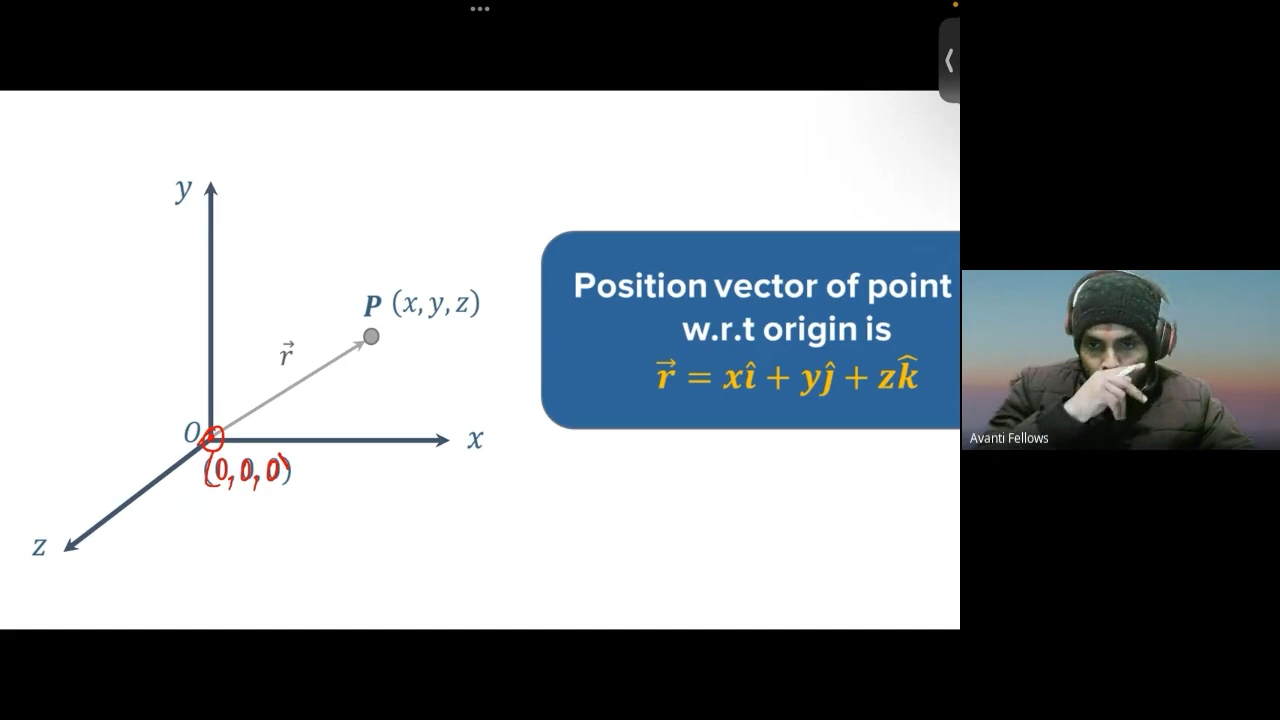 y
P (x, y, z)
r⃗
O
x
(0, 0, 0)
z
Position vector of point
w.r.t origin is
r⃗ = xî + yĵ + zk̂
Avanti Fellows